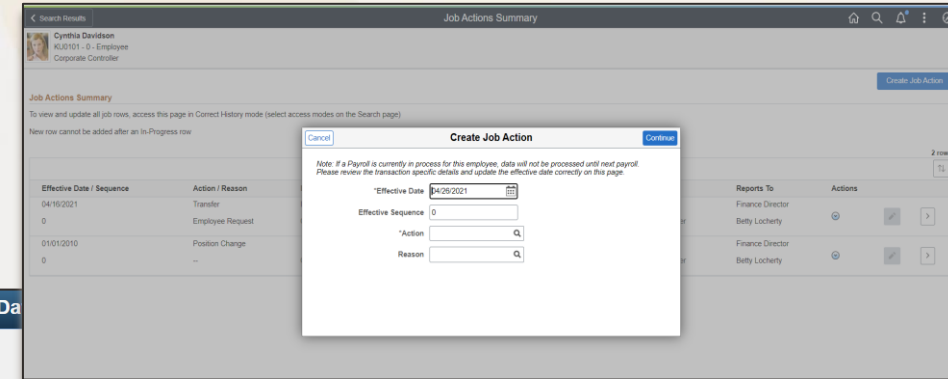 Search Results
Job Actions Summary
Cynthia Davidson
KU0101 - 0 - Employee
Corporate Controller
Create Job Action
Job Actions Summary
To view and update all job rows, access this page in Correct History mode (select access modes on the Search page)
New row cannot be added after an In-Progress row
Cancel
Create Job Action
Continue
Note: If a Payroll is currently in process for this employee, data will not be processed until next payroll.
Please review the transaction specific details and update the effective date correctly on this page.
*Effective Date 04/26/2021
Effective Sequence 0
*Action
Reason
2 row
Effective Date / Sequence Action / Reason Reports To Actions
04/16/2021 Transfer Finance Director
0 Employee Request or Betty Locherty
01/01/2010 Position Change Finance Director
0 -- or Betty Locherty
Da